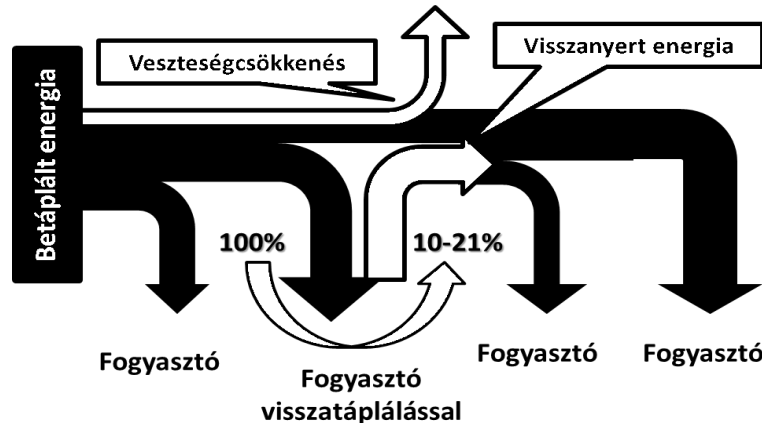 Betáplált energia
Veszteségcsökkenés
Visszanyert energia
100%
10-21%
Fogyasztó
Fogyasztó
visszatáplálással
Fogyasztó
Fogyasztó